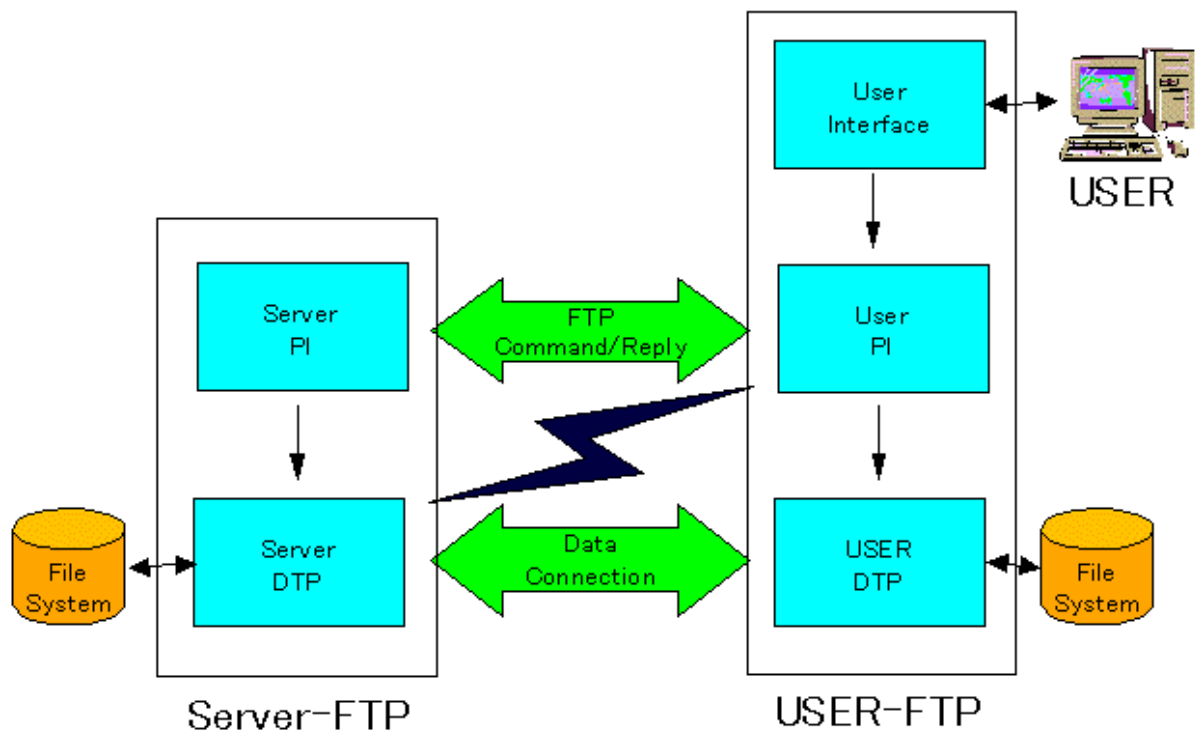 User
Interface
USER
Server
PI
FTP
Command/Reply
User
PI
File
System
Server
DTP
Data
Connection
USER
DTP
File
System
Server-FTP
USER-FTP